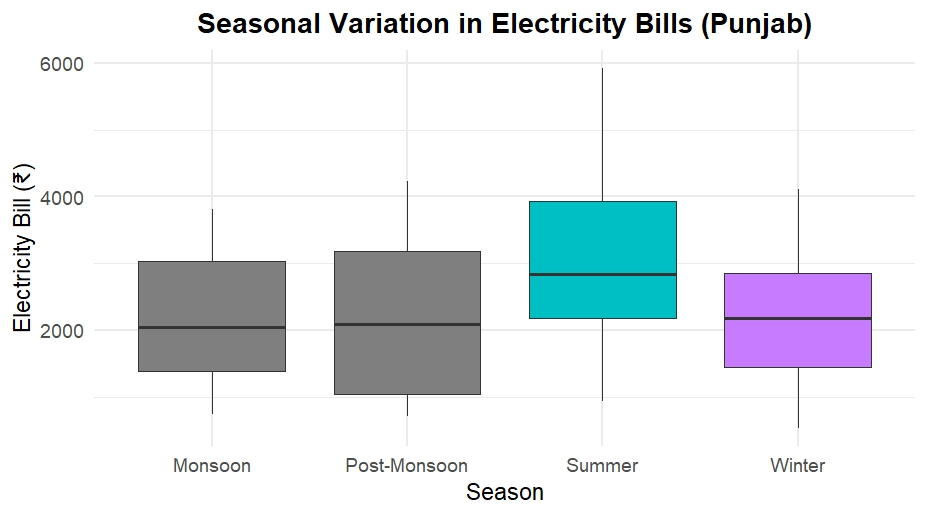 Seasonal Variation in Electricity Bills (Punjab)
6000
4000
2000
Electricity Bill (₹)
Monsoon Post-Monsoon Summer Winter
Season